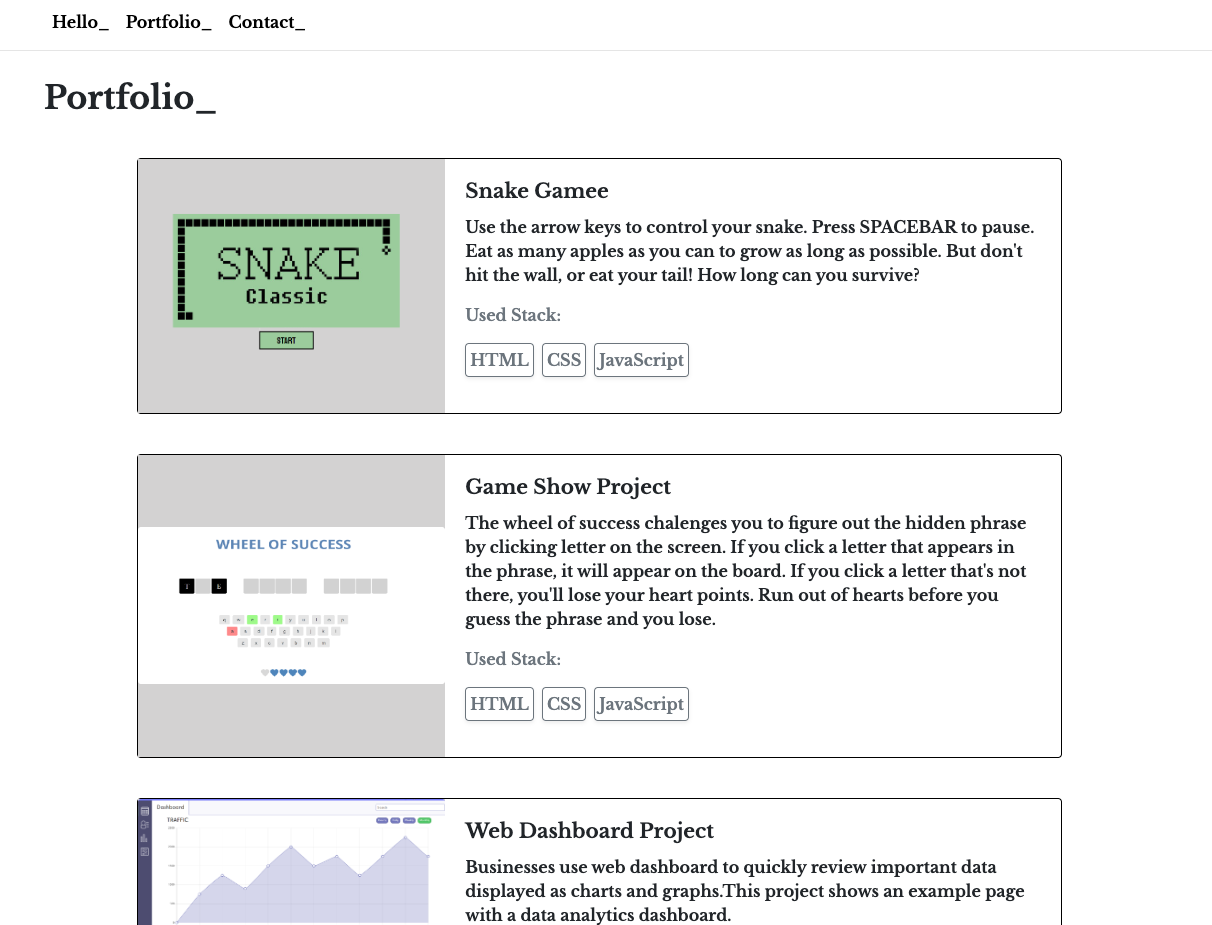 Hello_ Portfolio_ Contact_
Portfolio_
SNAKE
Classic
START
Snake Gamee
Use the arrow keys to control your snake. Press SPACEBAR to pause.
Eat as many apples as you can to grow as long as possible. But don't
hit the wall, or eat your tail! How long can you survive?
Used Stack:
HTML CSS JavaScript
WHEEL OF SUCCESS
T E
Game Show Project
The wheel of success chalenges you to figure out the hidden phrase
by clicking letter on the screen. If you click a letter that appears in
the phrase, it will appear on the board. If you click a letter that's not
there, you'll lose your heart points. Run out of hearts before you
guess the phrase and you lose.
Used Stack:
HTML CSS JavaScript
Dashboard
TRAFFIC
Web Dashboard Project
Businesses use web dashboard to quickly review important data
displayed as charts and graphs.This project shows an example page
with a data analytics dashboard.